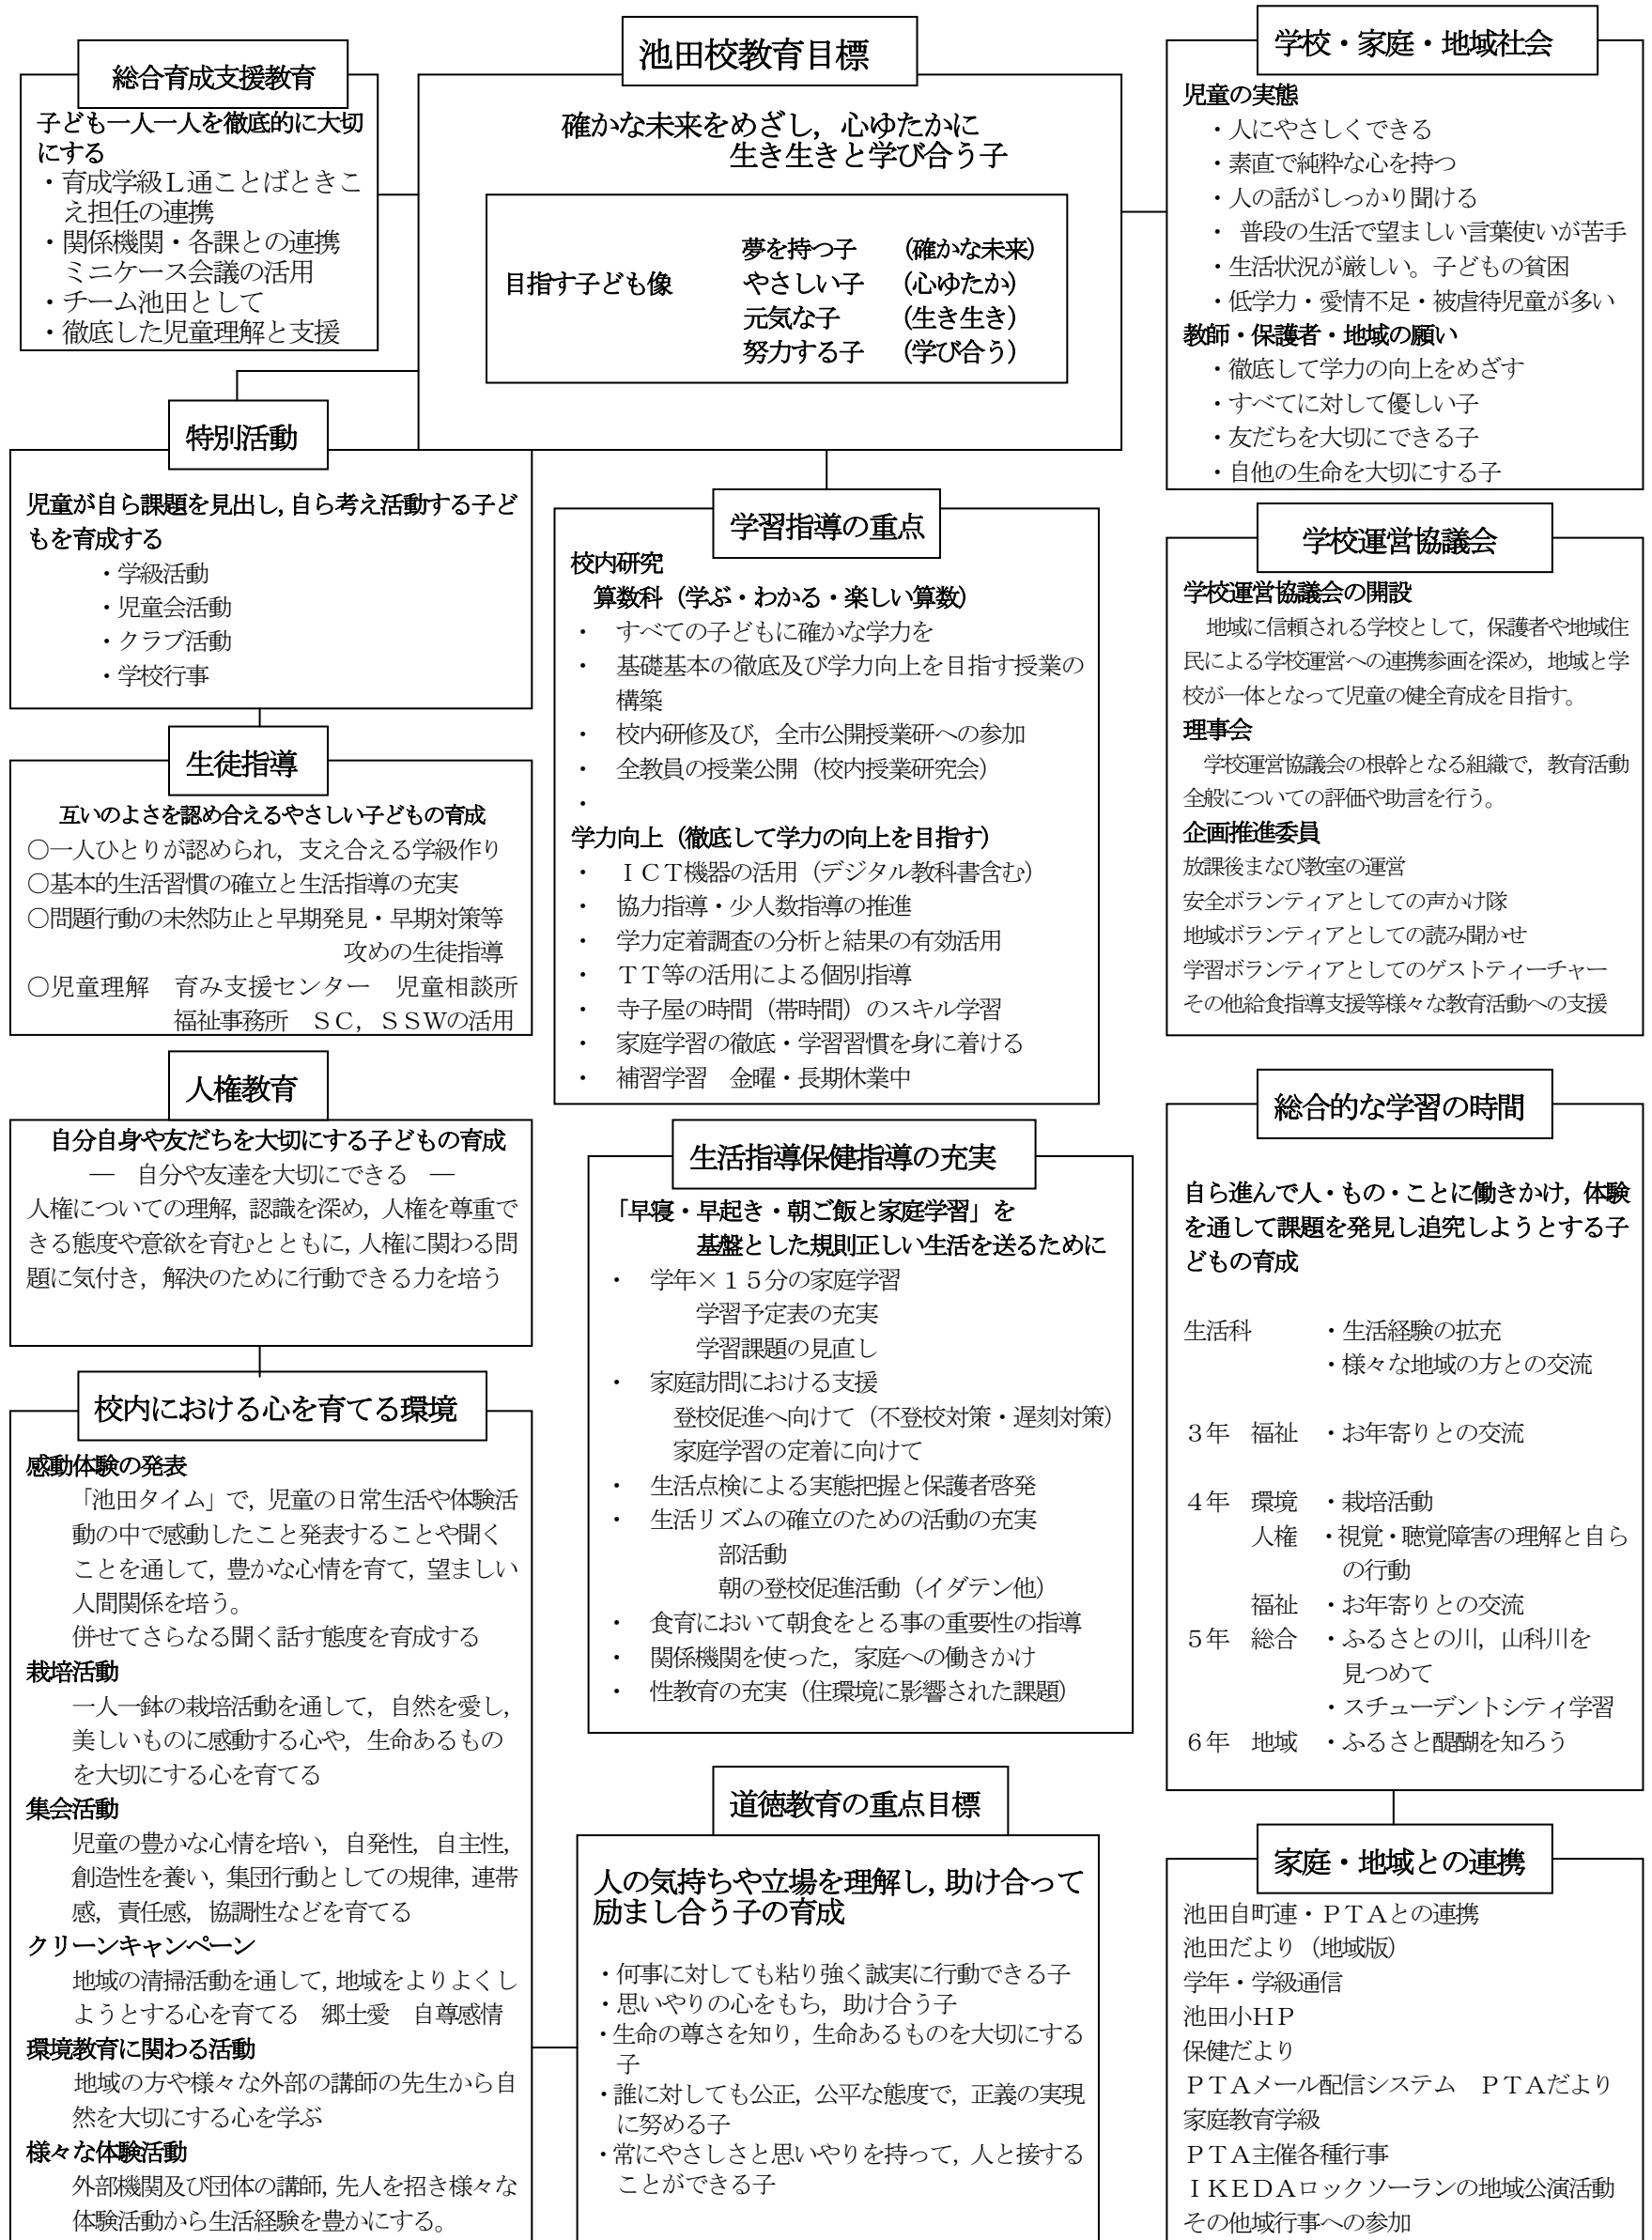 池田校教育目標
確かな未来をめざし，心ゆたかに
生き生きと学び合う子
目指す子ども像
夢を持つ子　（確かな未来）
やさしい子　（心ゆたか）
元気な子　（生き生き）
努力する子　（学び合う）
総合育成支援教育
子ども一人一人を徹底的に大切
にする
・育成学級Ｌ通ことばときこ
え担任の連携
・関係機関・各課との連携
ミニケース会議の活用
・チーム池田として
・徹底した児童理解と支援
特別活動
児童が自ら課題を見出し，自ら考え活動する子ど
もを育成する
・学級活動
・児童会活動
・クラブ活動
・学校行事
生徒指導
互いのよさを認め合えるやさしい子どもの育成
○一人ひとりが認められ，支え合える学級作り
○基本的生活習慣の確立と生活指導の充実
○問題行動の未然防止と早期発見・早期対策等
攻めの生徒指導
○児童理解　育み支援センター　児童相談所
福祉事務所　ＳＣ，ＳＳＷの活用
人権教育
自分自身や友だちを大切にする子どもの育成
―　自分や友達を大切にできる　―
人権についての理解，認識を深め，人権を尊重で
きる態度や意欲を育むとともに，人権に関わる問
題に気付き，解決のために行動できる力を培う
校内における心を育てる環境
感動体験の発表
「池田タイム」で，児童の日常生活や体験活
動の中で感動したこと発表することや聞く
ことを通して，豊かな心情を育て，望ましい
人間関係を培う。
併せてさらなる聞く話す態度を育成する
栽培活動
一人一鉢の栽培活動を通して，自然を愛し，
美しいものに感動する心や，生命あるもの
を大切にする心を育てる
集会活動
児童の豊かな心情を培い，自発性，自主性，
創造性を養い，集団行動としての規律，連帯
感，責任感，協調性などを育てる
クリーンキャンペーン
地域の清掃活動を通して，地域をよりよくし
ようとする心を育てる　郷土愛　自尊感情
環境教育に関わる活動
地域の方や様々な外部の講師の先生から自
然を大切にする心を学ぶ
様々な体験活動
外部機関及び団体の講師，先人を招き様々な
体験活動から生活経験を豊かにする。
学習指導の重点
校内研究
算数科（学ぶ・わかる・楽しい算数）
・　すべての子どもに確かな学力を
・　基礎基本の徹底及び学力向上を目指す授業の
構築
・　校内研修及び，全市公開授業研への参加
・　全教員の授業公開（校内授業研究会）
・
学力向上（徹底して学力の向上を目指す）
・　ＩＣＴ機器の活用（デジタル教科書含む）
・　協力指導・少人数指導の推進
・　学力定着調査の分析と結果の有効活用
・　ＴＴ等の活用による個別指導
・　寺子屋の時間（帯時間）のスキル学習
・　家庭学習の徹底・学習習慣を身に着ける
・　補習学習　金曜・長期休業中
生活指導保健指導の充実
「早寝・早起き・朝ご飯と家庭学習」を
基盤とした規則正しい生活を送るために
・　学年×１５分の家庭学習
学習予定表の充実
学習課題の見直し
・　家庭訪問における支援
登校促進へ向けて（不登校対策・遅刻対策）
家庭学習の定着に向けて
・　生活点検による実態把握と保護者啓発
・　生活リズムの確立のための活動の充実
部活動
朝の登校促進活動（イダテン他）
・　食育において朝食をとる事の重要性の指導
・　関係機関を使った，家庭への働きかけ
・　性教育の充実（住環境に影響された課題）
道徳教育の重点目標
人の気持ちや立場を理解し，助け合って
励まし合う子の育成
・何事に対しても粘り強く誠実に行動できる子
・思いやりの心をもち，助け合う子
・生命の尊さを知り，生命あるものを大切にする
子
・誰に対しても公正，公平な態度で，正義の実現
に努める子
・常にやさしさと思いやりを持って，人と接する
ことができる子
学校・家庭・地域社会
児童の実態
・人にやさしくできる
・素直で純粋な心を持つ
・人の話がしっかり聞ける
・ 普段の生活で望ましい言葉使いが苦手
・生活状況が厳しい。子どもの貧困
・低学力・愛情不足・被虐待児童が多い
教師・保護者・地域の願い
・徹底して学力の向上をめざす
・すべてに対して優しい子
・友だちを大切にできる子
・自他の生命を大切にする子
学校運営協議会
学校運営協議会の開設
地域に信頼される学校として，保護者や地域住
民による学校運営への連携参画を深め，地域と学
校が一体となって児童の健全育成を目指す。
理事会
学校運営協議会の根幹となる組織で，教育活動
全般についての評価や助言を行う。
企画推進委員
放課後まなび教室の運営
安全ボランティアとしての声かけ隊
地域ボランティアとしての読み聞かせ
学習ボランティアとしてのゲストティーチャー
その他給食指導支援等様々な教育活動への支援
総合的な学習の時間
自ら進んで人・もの・ことに働きかけ，体験
を通して課題を発見し追究しようとする子
どもの育成
生活科　・生活経験の拡充
・様々な地域の方との交流
３年　福祉　・お年寄りとの交流
４年　環境　・栽培活動
人権　・視覚・聴覚障害の理解と自ら
の行動
福祉　・お年寄りとの交流
５年　総合　・ふるさとの川，山科川を
見つめて
・スチューデントシティ学習
６年　地域　・ふるさと醍醐を知ろう
家庭・地域との連携
池田自町連・ＰＴＡとの連携
池田だより（地域版）
学年・学級通信
池田小ＨＰ
保健だより
ＰＴＡメール配信システム　ＰＴＡだより
家庭教育学級
ＰＴＡ主催各種行事
ＩＫＥＤＡロックソーランの地域公演活動
その他域行事への参加